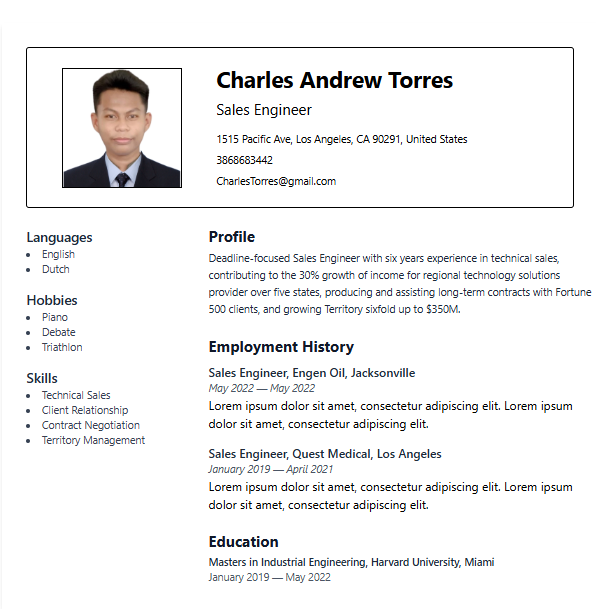 Charles Andrew Torres
Sales Engineer
1515 Pacific Ave, Los Angeles, CA 90291, United States
3868683442
CharlesTorres@gmail.com
Languages
English
Dutch
Hobbies
Piano
Debate
Triathlon
Skills
Technical Sales
Client Relationship
Contract Negotiation
Territory Management
Profile
Deadline-focused Sales Engineer with six years experience in technical sales,
contributing to the 30% growth of income for regional technology solutions
provider over five states, producing and assisting long-term contracts with Fortune
500 clients, and growing Territory sixfold up to $350M.
Employment History
Sales Engineer, Engen Oil, Jacksonville
May 2022 — May 2022
Lorem ipsum dolor sit amet, consectetur adipiscing elit. Lorem ipsum
dolor sit amet, consectetur adipiscing elit.
Sales Engineer, Quest Medical, Los Angeles
January 2019 — April 2021
Lorem ipsum dolor sit amet, consectetur adipiscing elit. Lorem ipsum
dolor sit amet, consectetur adipiscing elit.
Education
Masters in Industrial Engineering, Harvard University, Miami
January 2019 — May 2022